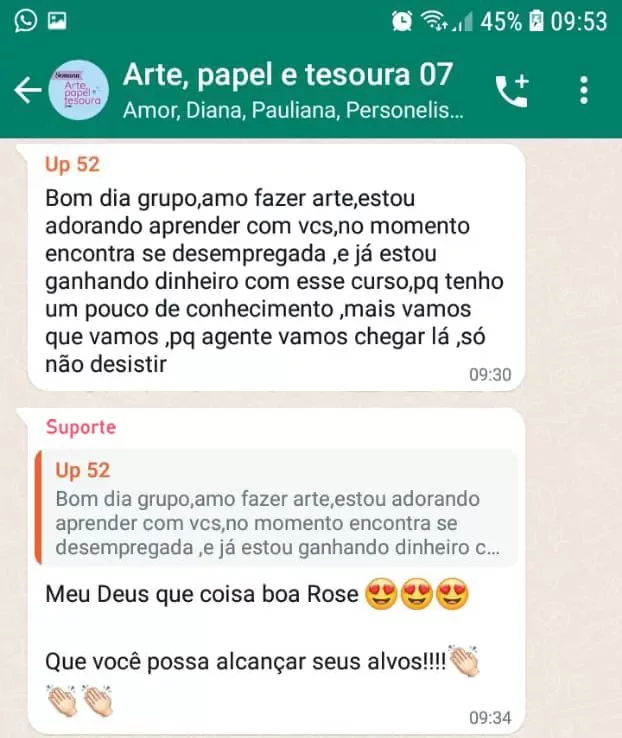 45% 09:53
Arte, papel e tesoura 07
Semana
Arte,
papel e
tesoura
Amor, Diana, Pauliana, Personelis...
Up 52
Bom dia grupo,amo fazer arte,estou
adorando aprender com vcs,no momento
encontra se desempregada ,e já estou
ganhando dinheiro com esse curso,pq tenho
um pouco de conhecimento ,mais vamos
que vamos ,pq agente vamos chegar lá ,só
não desistir
09:30
Suporte
Up 52
Bom dia grupo,amo fazer arte,estou adorando
aprender com vcs,no momento encontra se
desempregada ,e já estou ganhando dinheiro c...
Meu Deus que coisa boa Rose 😍😍😍
Que você possa alcançar seus alvos!!!!👏🏻
👏🏻👏🏻
09:34